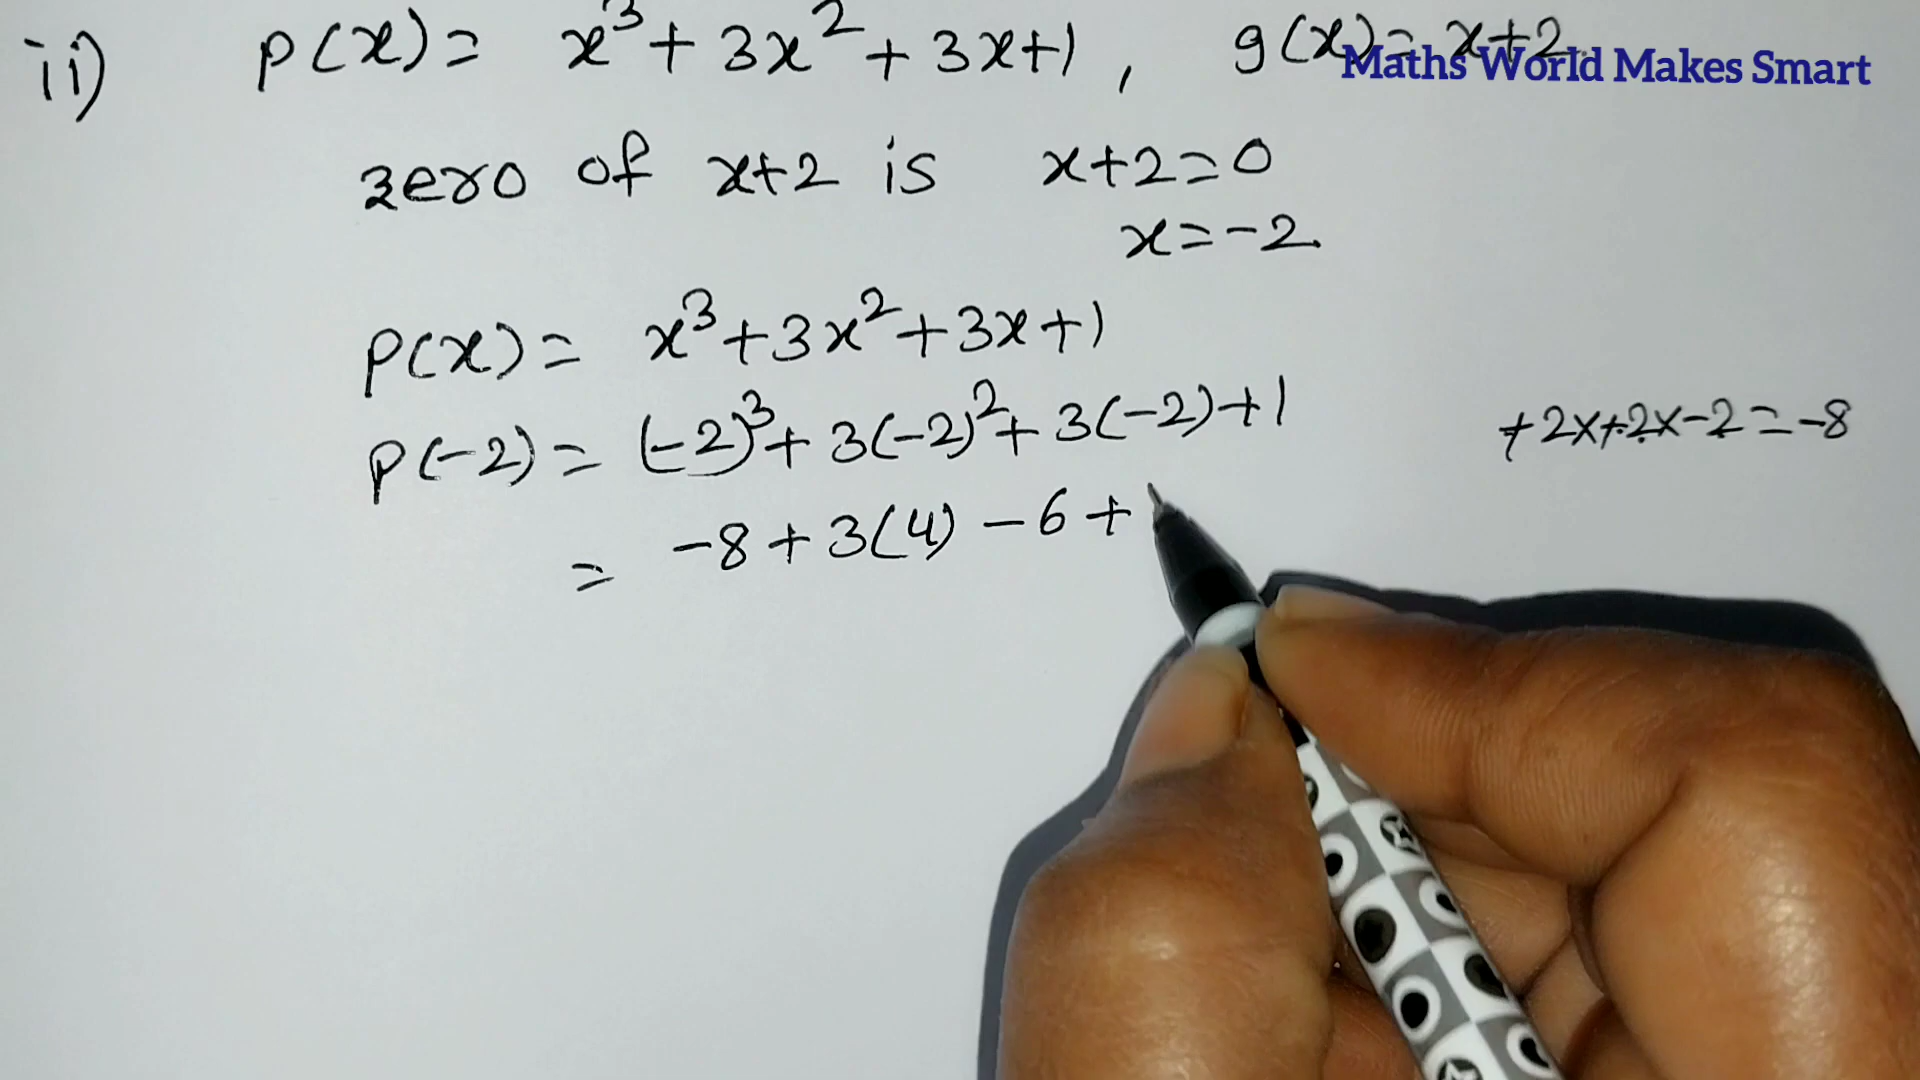 ii) p(x) = x³ + 3x² + 3x+1 , g(x) = x+2.
Maths World Makes Smart
zero of x+2 is x+2=0
x=-2.
p(x) = x³+3x²+3x+1
p(-2) = (-2)³+ 3(-2)²+ 3(-2)+1
+2x+2x-2=-8
= -8+3(4) -6+